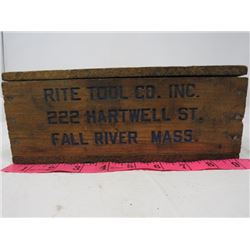 RITE TOOL CO. INC.
222 HARTWELL ST.
FALL RIVER MASS.